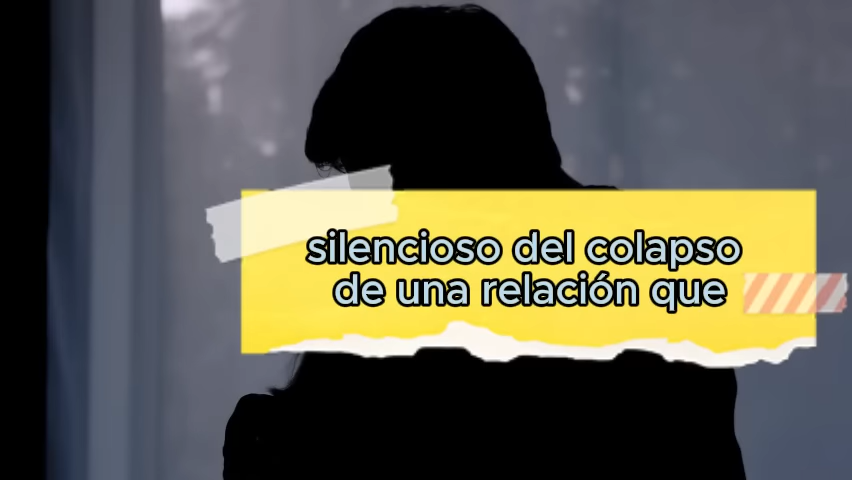 silencioso del colapso
de una relación que